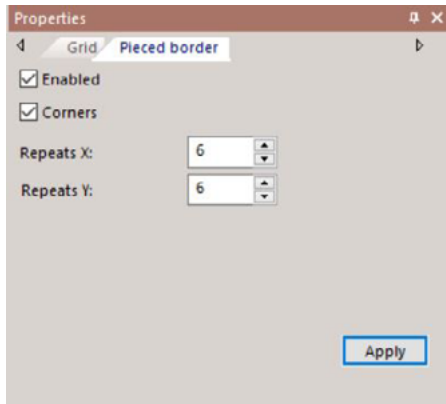 Properties
Grid Pieced border
Enabled
Corners
Repeats X: 6
Repeats Y: 6
Apply